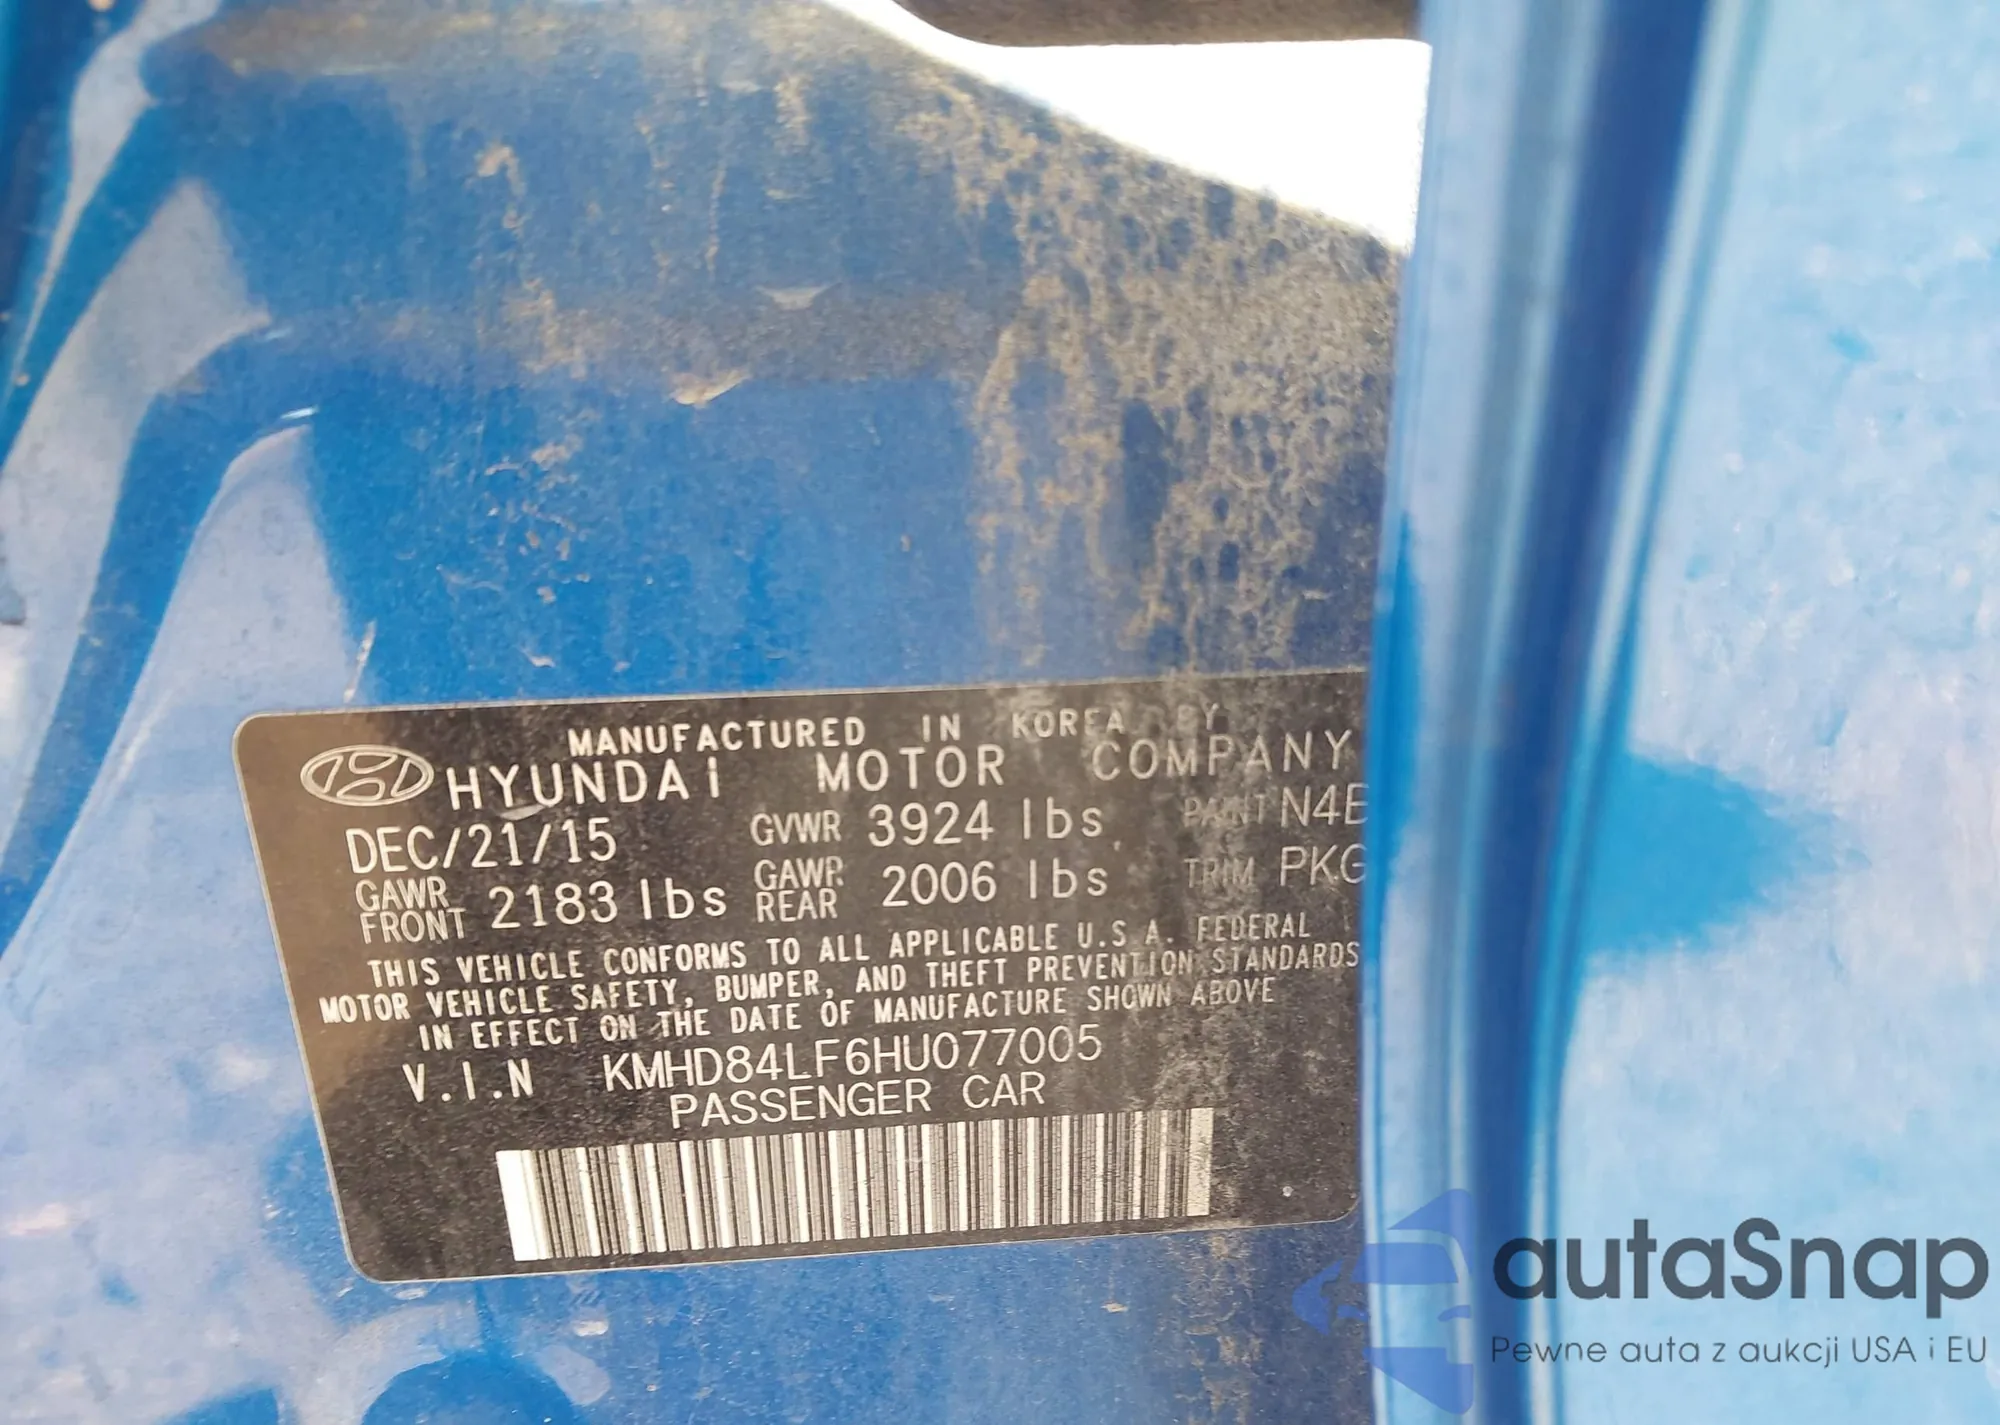 MANUFACTURED IN KOREA BY
HYUNDAI MOTOR COMPANY
DEC/21/15 GVWR 3924 lbs PAINT N4E
GAWR FRONT 2183 lbs GAWR REAR 2006 lbs TRIM PKG
THIS VEHICLE CONFORMS TO ALL APPLICABLE U.S.A. FEDERAL
MOTOR VEHICLE SAFETY, BUMPER, AND THEFT PREVENTION STANDARDS
IN EFFECT ON THE DATE OF MANUFACTURE SHOWN ABOVE
V.I.N KMHD84LF6HU077005
PASSENGER CAR
autaSnap
Pewne auta z aukcji USA i EU